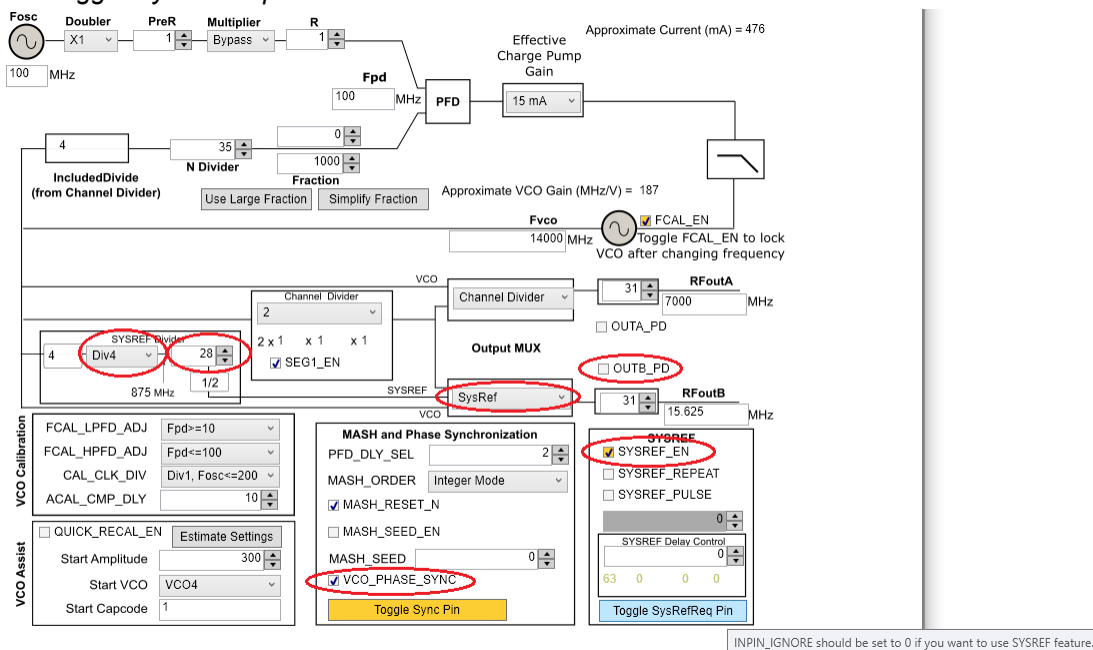 Fosc
Doubler
PreR
Multiplier
R
X1
1
Bypass
1
100
MHz
Approximate Current (mA) = 476
Effective
Charge Pump
Gain
Fpd
100
MHz
PFD
15 mA
4
35
0
1000
IncludedDivide
(from Channel Divider)
N Divider
Fraction
Use Large Fraction
Simplify Fraction
Approximate VCO Gain (MHz/V) = 187
Fvco
14000
MHz
FCAL_EN
Toggle FCAL_EN to lock
VCO after changing frequency
VCO
Channel Divider
2
2 x 1 x 1 x 1
SEG1_EN
Channel Divider
31
RFoutA
7000
MHz
OUTA_PD
SYSREF Divider
4
Div4
28
875 MHz
1/2
Output MUX
OUTB_PD
SYSREF
SysRef
VCO
31
RFoutB
15.625
MHz
VCO Calibration
FCAL_LPFD_ADJ
Fpd>=10
FCAL_HPFD_ADJ
Fpd<=100
CAL_CLK_DIV
Div1, Fosc<=200
ACAL_CMP_DLY
10
VCO Assist
QUICK_RECAL_EN
Estimate Settings
Start Amplitude
300
Start VCO
VCO4
Start Capcode
1
MASH and Phase Synchronization
PFD_DLY_SEL
2
MASH_ORDER
Integer Mode
MASH_RESET_N
MASH_SEED_EN
MASH_SEED
0
VCO_PHASE_SYNC
Toggle Sync Pin
SYSREF
SYSREF_EN
SYSREF_REPEAT
SYSREF_PULSE
0
SYSREF Delay Control
0
63 0 0 0
Toggle SysRefReq Pin
INPIN_IGNORE should be set to 0 if you want to use SYSREF feature.